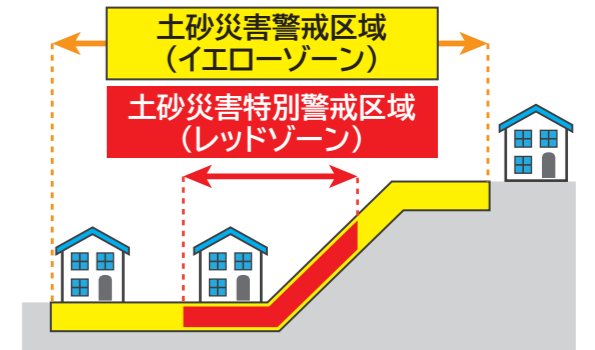 土砂災害警戒区域
（イエローゾーン）
土砂災害特別警戒区域
（レッドゾーン）